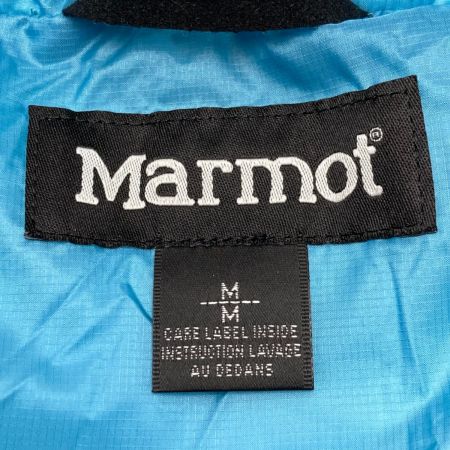 Marmot®
M
M
CARE LABEL INSIDE
INSTRUCTION LAVAGE
AU DEDANS